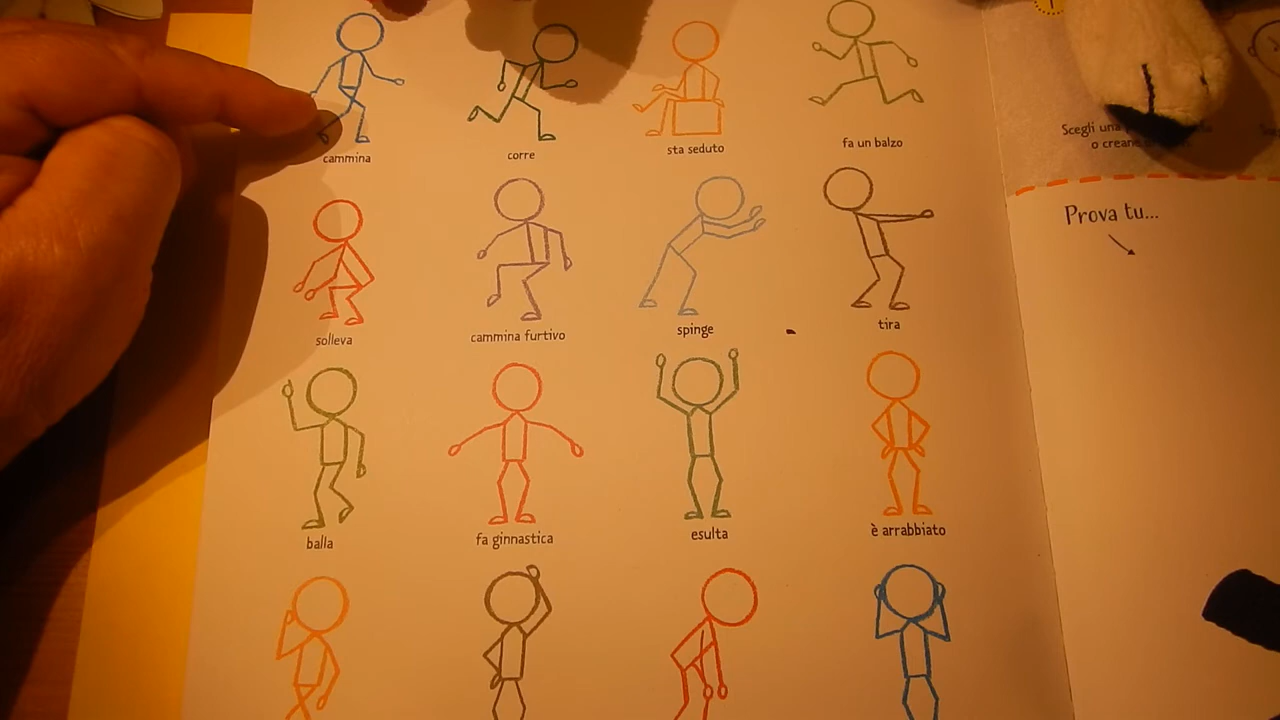 cammina
corre
sta seduto
fa un balzo
solleva
cammina furtivo
spinge
tira
balla
fa ginnastica
esulta
è arrabbiato
Scegli una
o creane
Prova tu...